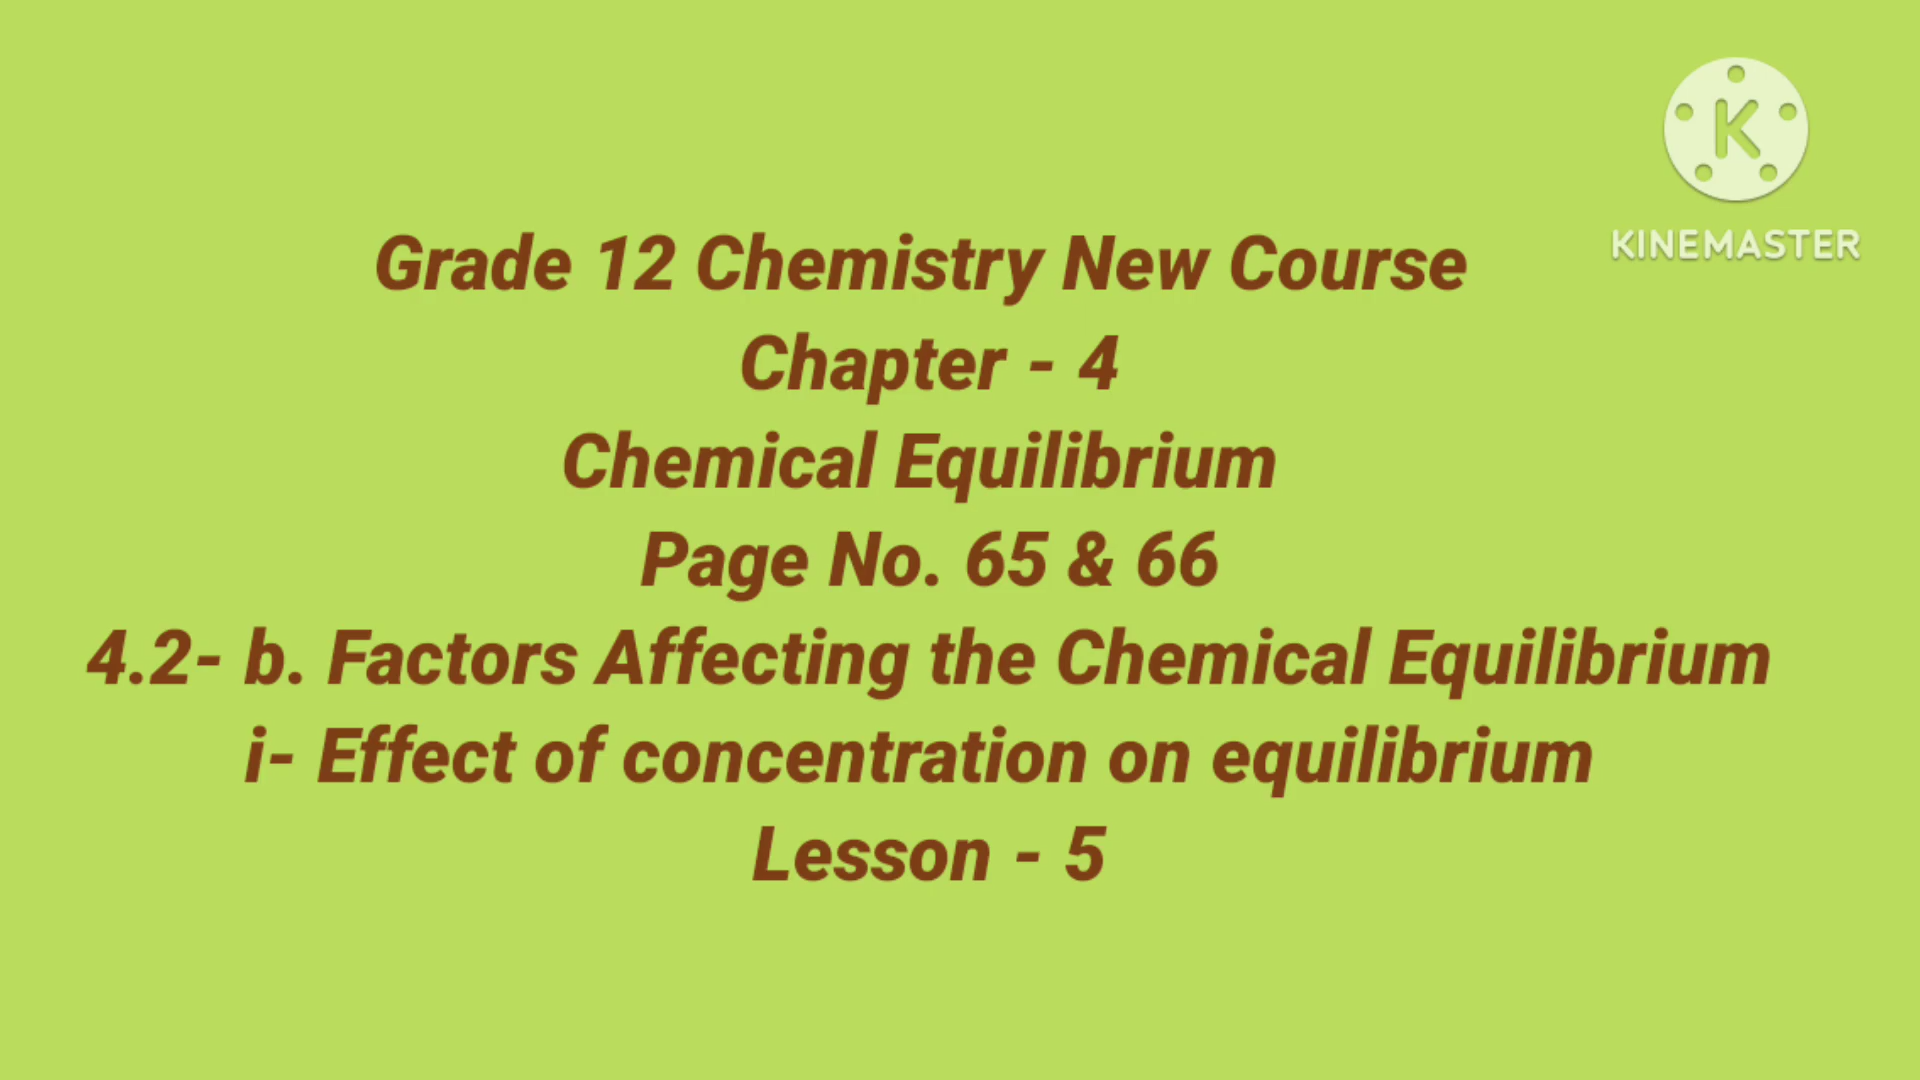 K
KINEMASTER
Grade 12 Chemistry New Course
Chapter - 4
Chemical Equilibrium
Page No. 65 & 66
4.2- b. Factors Affecting the Chemical Equilibrium
i- Effect of concentration on equilibrium
Lesson - 5